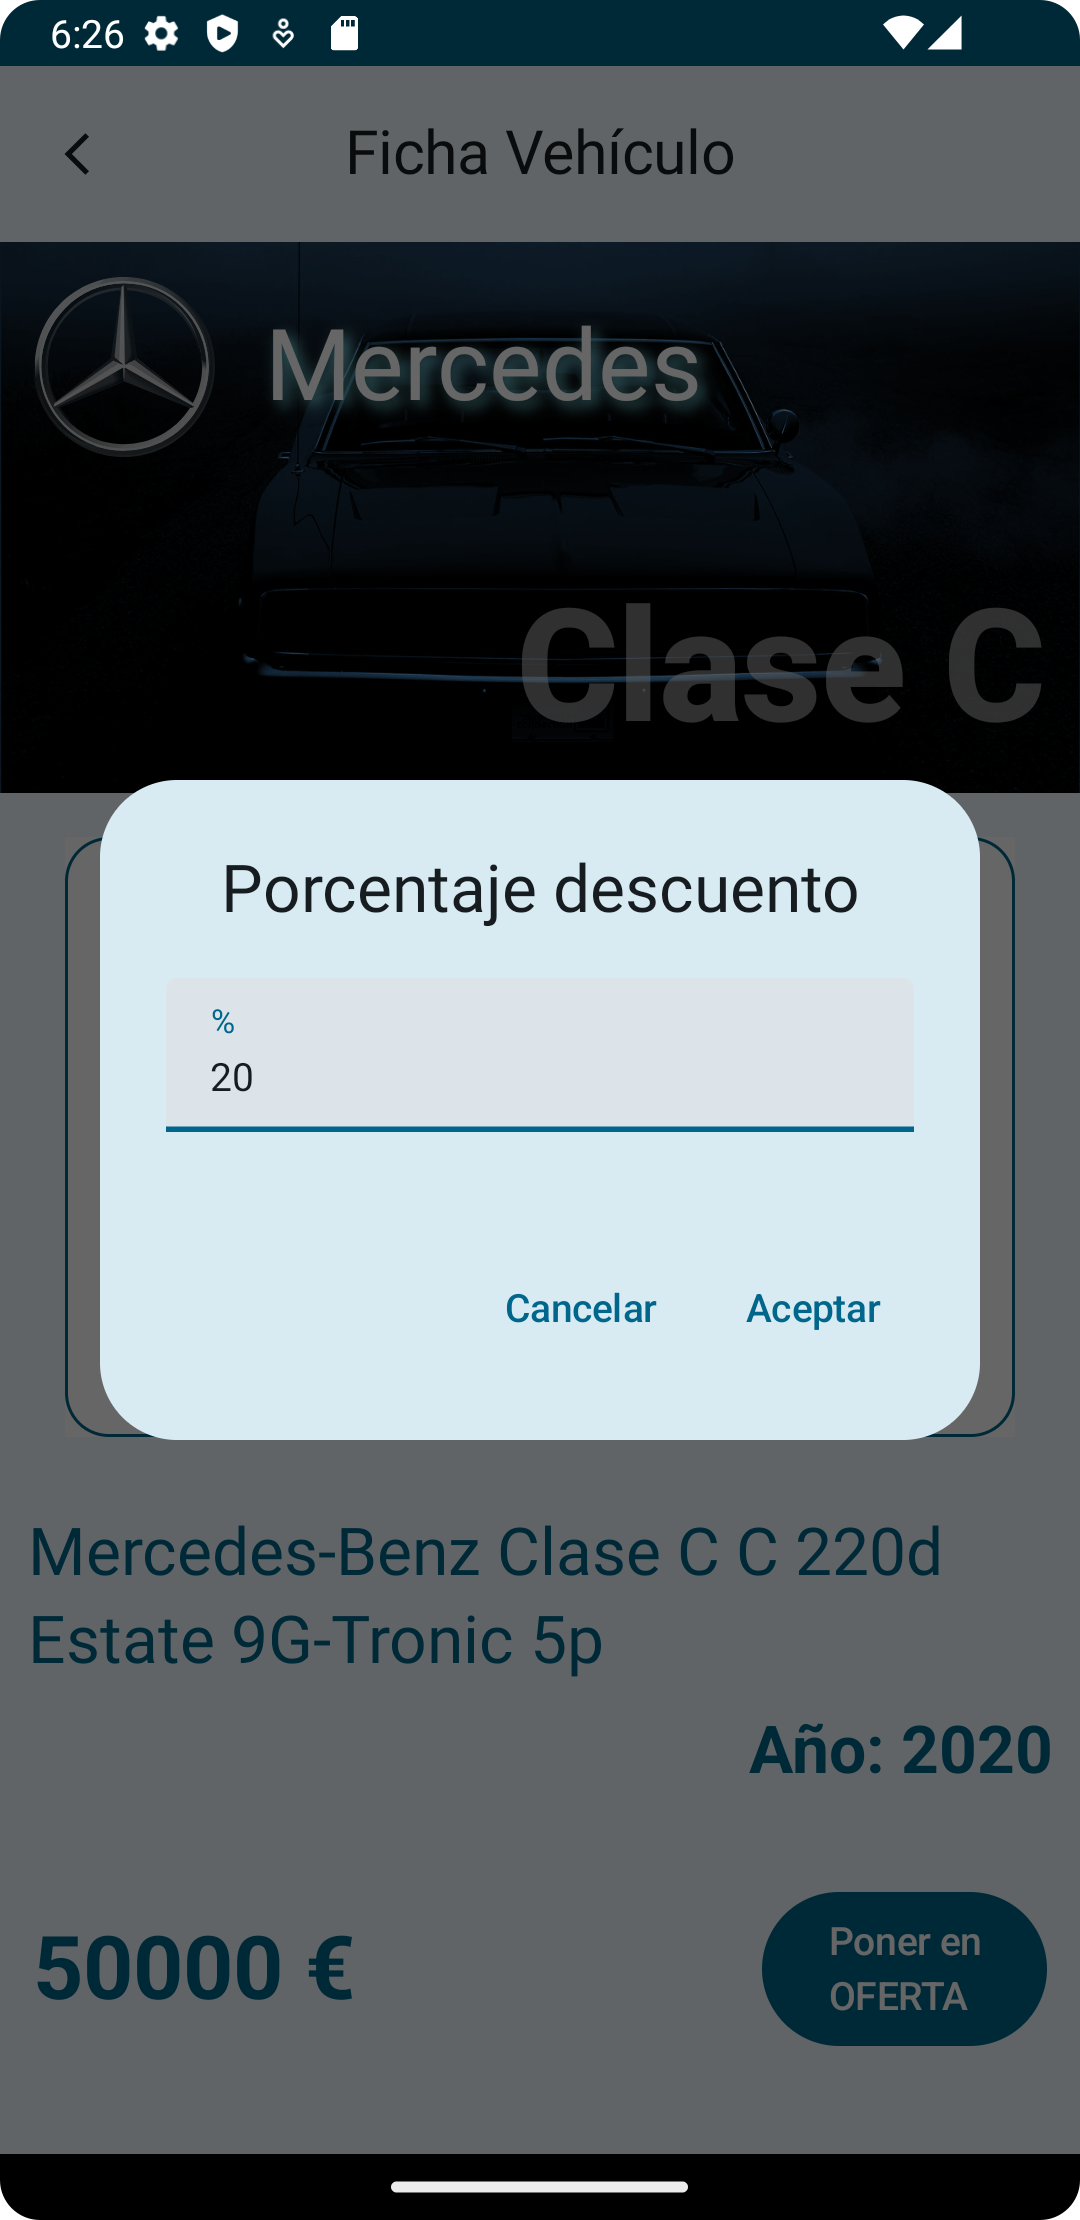 6:26
Ficha Vehículo
Mercedes
Clase C
Porcentaje descuento
%
20
Cancelar
Aceptar
Mercedes-Benz Clase C C 220d
Estate 9G-Tronic 5p
Año: 2020
50000 €
Poner en
OFERTA